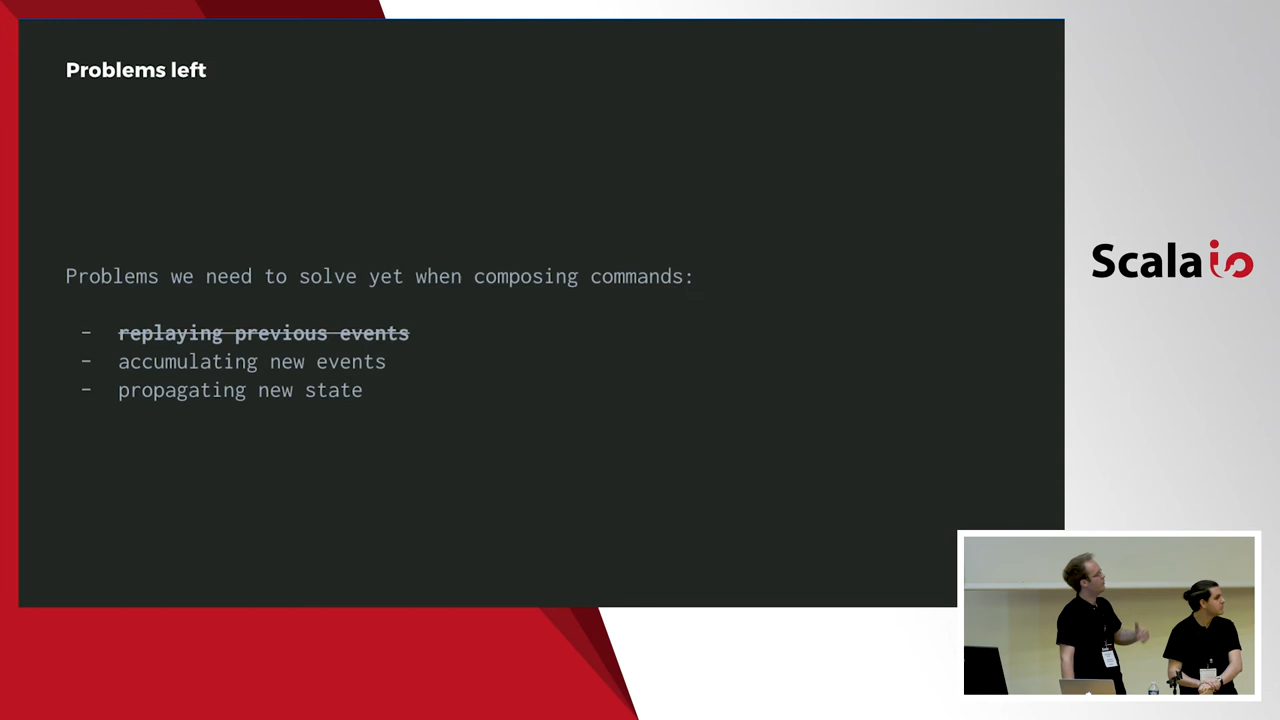 Problems left
Problems we need to solve yet when composing commands:
- replaying previous events
- accumulating new events
- propagating new state
Scala io